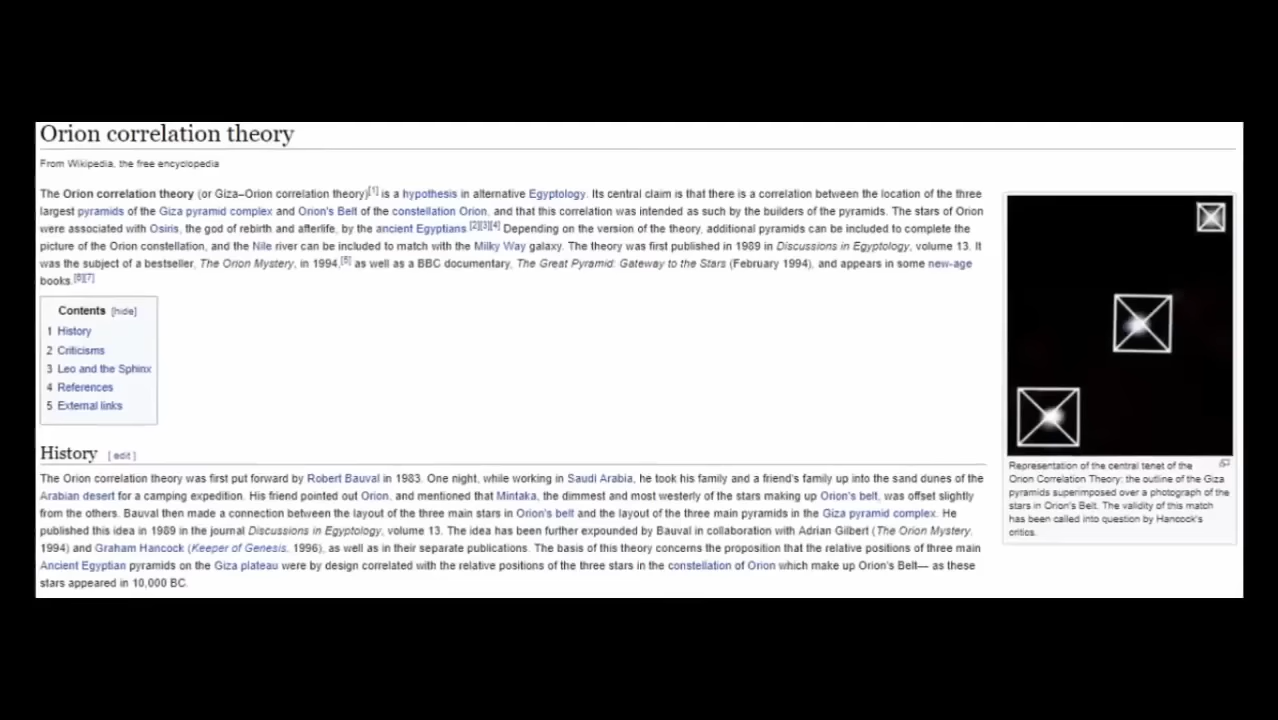 Orion correlation theory
From Wikipedia, the free encyclopedia
The Orion correlation theory (or Giza–Orion correlation theory)[1] is a hypothesis in alternative Egyptology. Its central claim is that there is a correlation between the location of the three
largest pyramids of the Giza pyramid complex and Orion's Belt of the constellation Orion, and that this correlation was intended as such by the builders of the pyramids. The stars of Orion
were associated with Osiris, the god of rebirth and afterlife, by the ancient Egyptians.[2][3][4] Depending on the version of the theory, additional pyramids can be included to complete the
picture of the Orion constellation, and the Nile river can be included to match with the Milky Way galaxy. The theory was first published in 1989 in Discussions in Egyptology, volume 13. It
was the subject of a bestseller, The Orion Mystery, in 1994,[5] as well as a BBC documentary, The Great Pyramid: Gateway to the Stars (February 1994), and appears in some new-age
books.[6][7]
Contents [hide]
1 History
2 Criticisms
3 Leo and the Sphinx
4 References
5 External links
History [ edit ]
The Orion correlation theory was first put forward by Robert Bauval in 1983. One night, while working in Saudi Arabia, he took his family and a friend's family up into the sand dunes of the
Arabian desert for a camping expedition. His friend pointed out Orion, and mentioned that Mintaka, the dimmest and most westerly of the stars making up Orion's belt, was offset slightly
from the others. Bauval then made a connection between the layout of the three main stars in Orion's belt and the layout of the three main pyramids in the Giza pyramid complex. He
published this idea in 1989 in the journal Discussions in Egyptology, volume 13. The idea has been further expounded by Bauval in collaboration with Adrian Gilbert (The Orion Mystery,
1994) and Graham Hancock (Keeper of Genesis, 1996), as well as in their separate publications. The basis of this theory concerns the proposition that the relative positions of three main
Ancient Egyptian pyramids on the Giza plateau were by design correlated with the relative positions of the three stars in the constellation of Orion which make up Orion's Belt— as these
stars appeared in 10,000 BC.
Representation of the central tenet of the
Orion Correlation Theory: the outline of the Giza
pyramids superimposed over a photograph of the
stars in Orion's Belt. The validity of this match
has been called into question by Hancock's
critics.